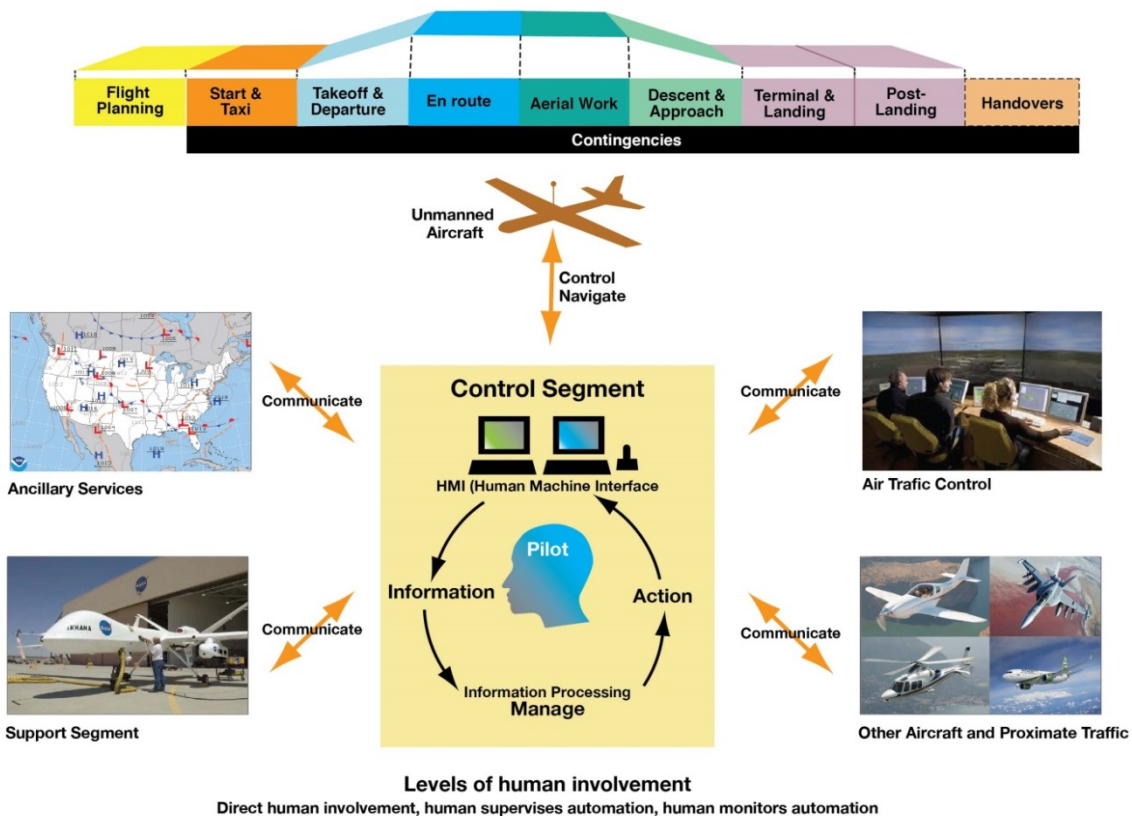 Flight
Planning
Start &
Taxi
Takeoff &
Departure
En route
Aerial Work
Descent &
Approach
Terminal &
Landing
Post-
Landing
Handovers
Contingencies
Unmanned
Aircraft
Control
Navigate
Communicate
Ancillary Services
Control Segment
HMI (Human Machine Interface
Pilot
Information
Action
Information Processing
Manage
Communicate
Air Trafic Control
Communicate
IKHANA
NASA
Support Segment
Communicate
Other Aircraft and Proximate Traffic
Levels of human involvement
Direct human involvement, human supervises automation, human monitors automation